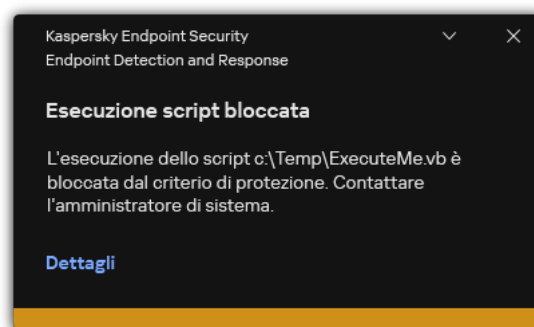 Kaspersky Endpoint Security
Endpoint Detection and Response
Esecuzione script bloccata
L'esecuzione dello script c:\Temp\ExecuteMe.vb è
bloccata dal criterio di protezione. Contattare
l'amministratore di sistema.
Dettagli